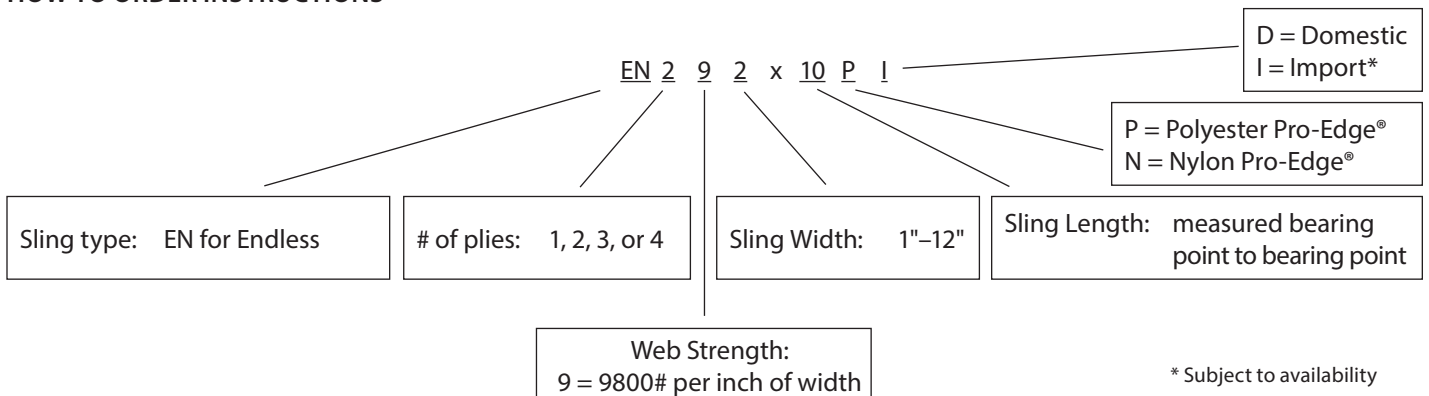 HOW TO ORDER INSTRUCTIONS
EN 2 9 2 x 10 P I
D = Domestic
I = Import*
P = Polyester Pro-Edge®
N = Nylon Pro-Edge®
Sling type: EN for Endless
# of plies: 1, 2, 3, or 4
Sling Width: 1"–12"
Sling Length: measured bearing
point to bearing point
Web Strength:
9 = 9800# per inch of width
* Subject to availability